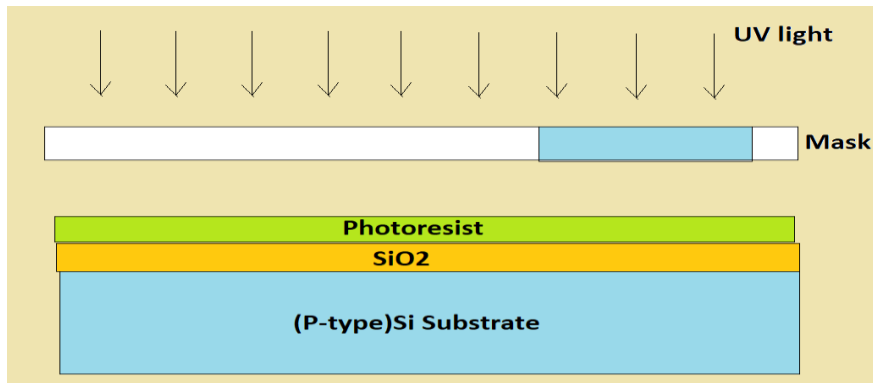 UV light
Mask
Photoresist
SiO2
(P-type)Si Substrate